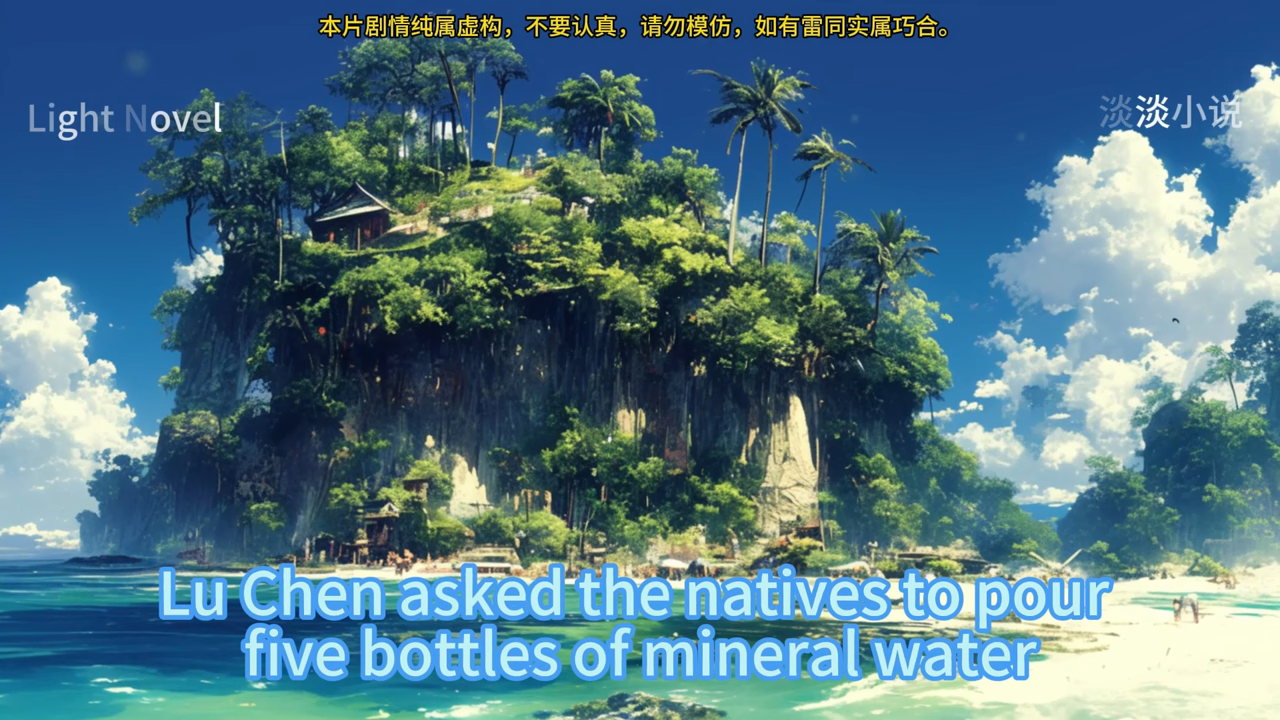 本片剧情纯属虚构，不要认真，请勿模仿，如有雷同实属巧合。
Light Novel
淡淡小说
Lu Chen asked the natives to pour
five bottles of mineral water